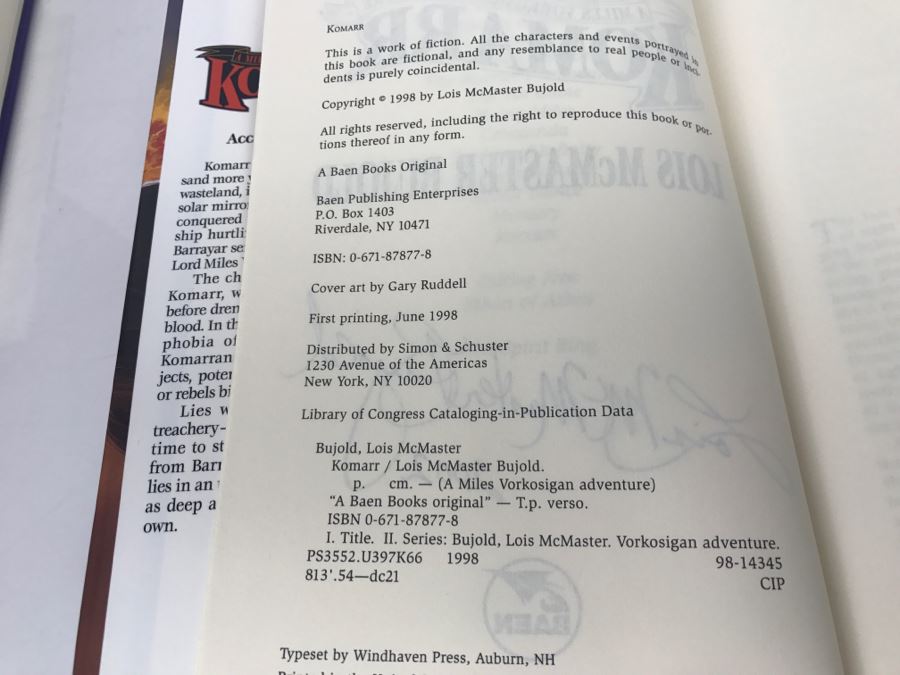 KO
Acc
Komarr
sand more
wasteland, i
solar mirro
conquered
ship hurtli
Barrayar se
Lord Miles
The ch
Komarr, w
before dren
blood. In th
phobia of
Komarran
jects, poten
or rebels bi
Lies w
treachery-
time to st
from Barr
lies in an
as deep a
own.
KOMARR
This is a work of fiction. All the characters and events portrayed in
this book are fictional, and any resemblance to real people or inci-
dents is purely coincidental.
Copyright © 1998 by Lois McMaster Bujold
All rights reserved, including the right to reproduce this book or por-
tions thereof in any form.
A Baen Books Original
Baen Publishing Enterprises
P.O. Box 1403
Riverdale, NY 10471
ISBN: 0-671-87877-8
Cover art by Gary Ruddell
First printing, June 1998
Distributed by Simon & Schuster
1230 Avenue of the Americas
New York, NY 10020
Library of Congress Cataloging-in-Publication Data
Bujold, Lois McMaster
Komarr / Lois McMaster Bujold.
p. cm. — (A Miles Vorkosigan adventure)
“A Baen Books original” — T.p. verso.
ISBN 0-671-87877-8
I. Title. II. Series: Bujold, Lois McMaster. Vorkosigan adventure.
PS3552.U397K66 1998 98-14345
813'.54—dc21 CIP
BAEN
Typeset by Windhaven Press, Auburn, NH